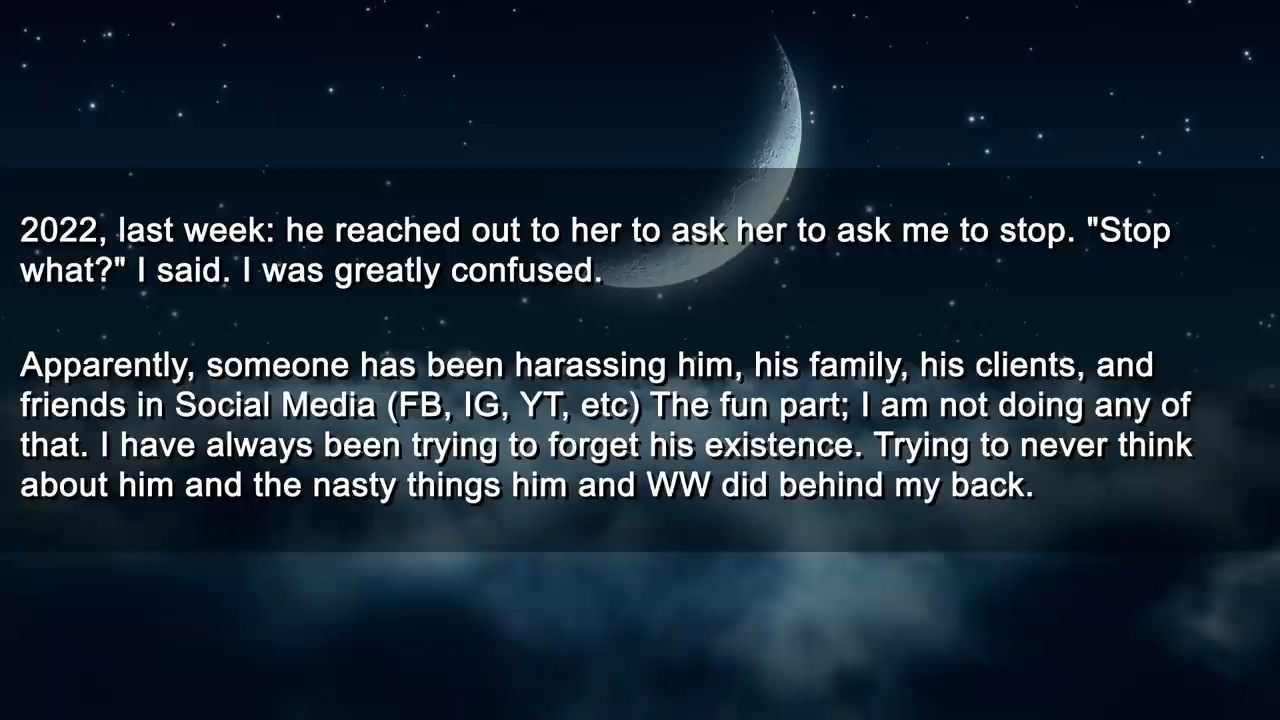 2022, last week: he reached out to her to ask her to ask me to stop. "Stop
what?" I said. I was greatly confused.
Apparently, someone has been harassing him, his family, his clients, and
friends in Social Media (FB, IG, YT, etc) The fun part; I am not doing any of
that. I have always been trying to forget his existence. Trying to never think
about him and the nasty things him and WW did behind my back.